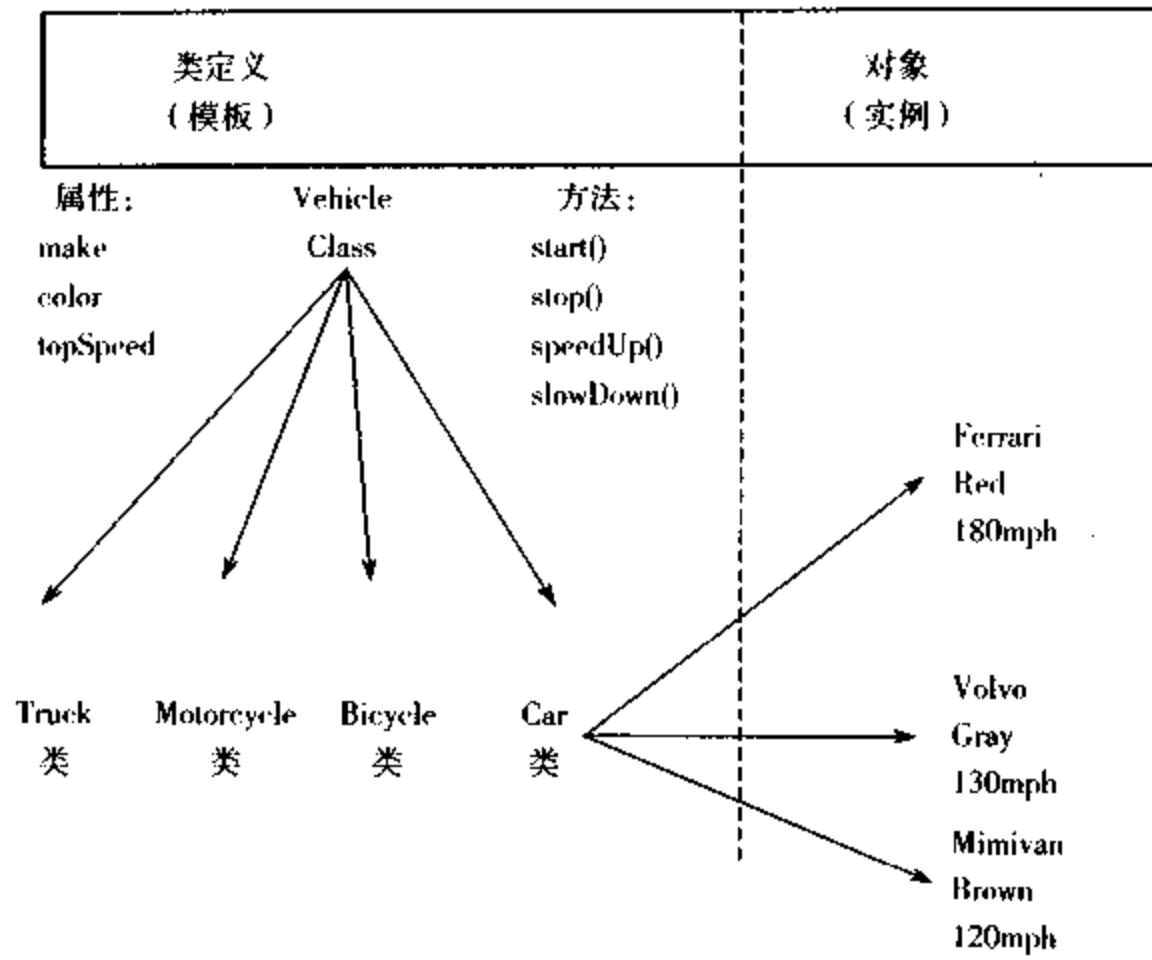 类定义
（模板）
对象
（实例）
属性：
make
color
topSpeed
Vehicle
Class
方法：
start()
stop()
speedUp()
slowDown()
Truck
类
Motorcycle
类
Bicycle
类
Car
类
Ferrari
Red
180mph
Volvo
Gray
130mph
Mimivan
Brown
120mph